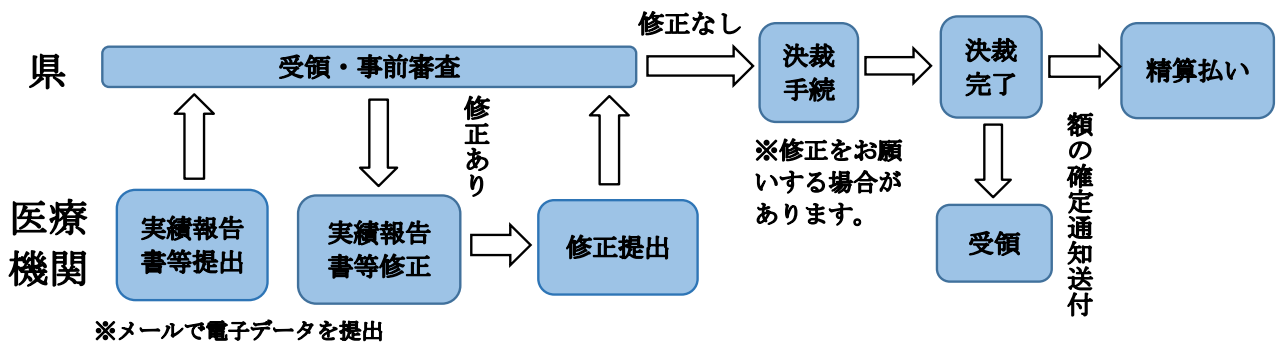 県
受領・事前審査
修正なし
決裁
手続
決裁
完了
精算払い
修正あり
※修正をお願
いする場合が
あります。
額の確定通知送付
医療
機関
実績報告
書等提出
実績報告
書等修正
修正提出
受領
※メールで電子データを提出